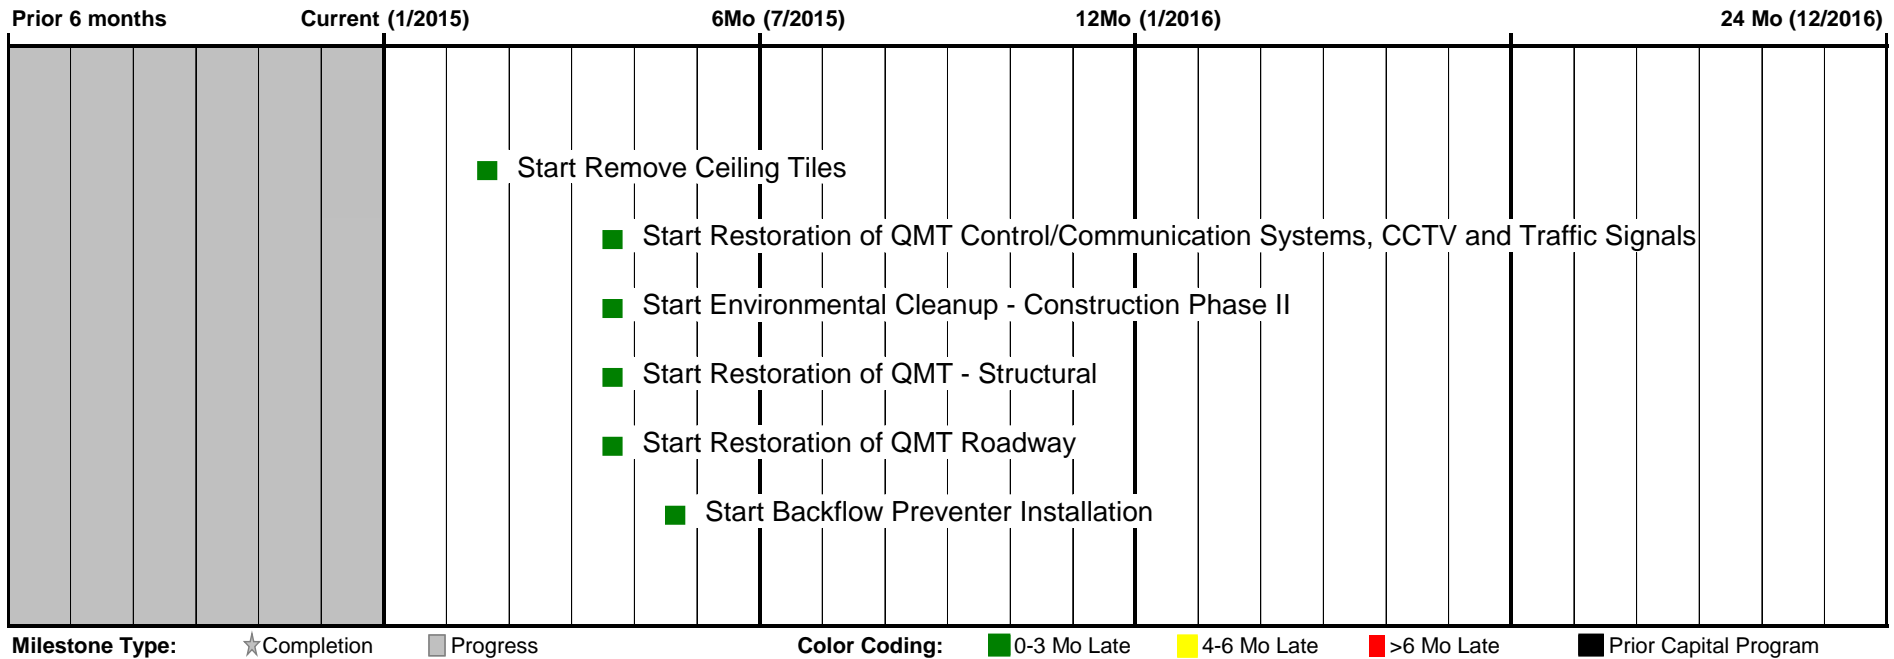 Prior 6 months Current (1/2015) 6Mo (7/2015) 12Mo (1/2016) 24 Mo (12/2016)
Start Remove Ceiling Tiles
Start Restoration of QMT Control/Communication Systems, CCTV and Traffic Signals
Start Environmental Cleanup - Construction Phase II
Start Restoration of QMT - Structural
Start Restoration of QMT Roadway
Start Backflow Preventer Installation
Milestone Type: Completion Progress Color Coding: 0-3 Mo Late 4-6 Mo Late >6 Mo Late Prior Capital Program